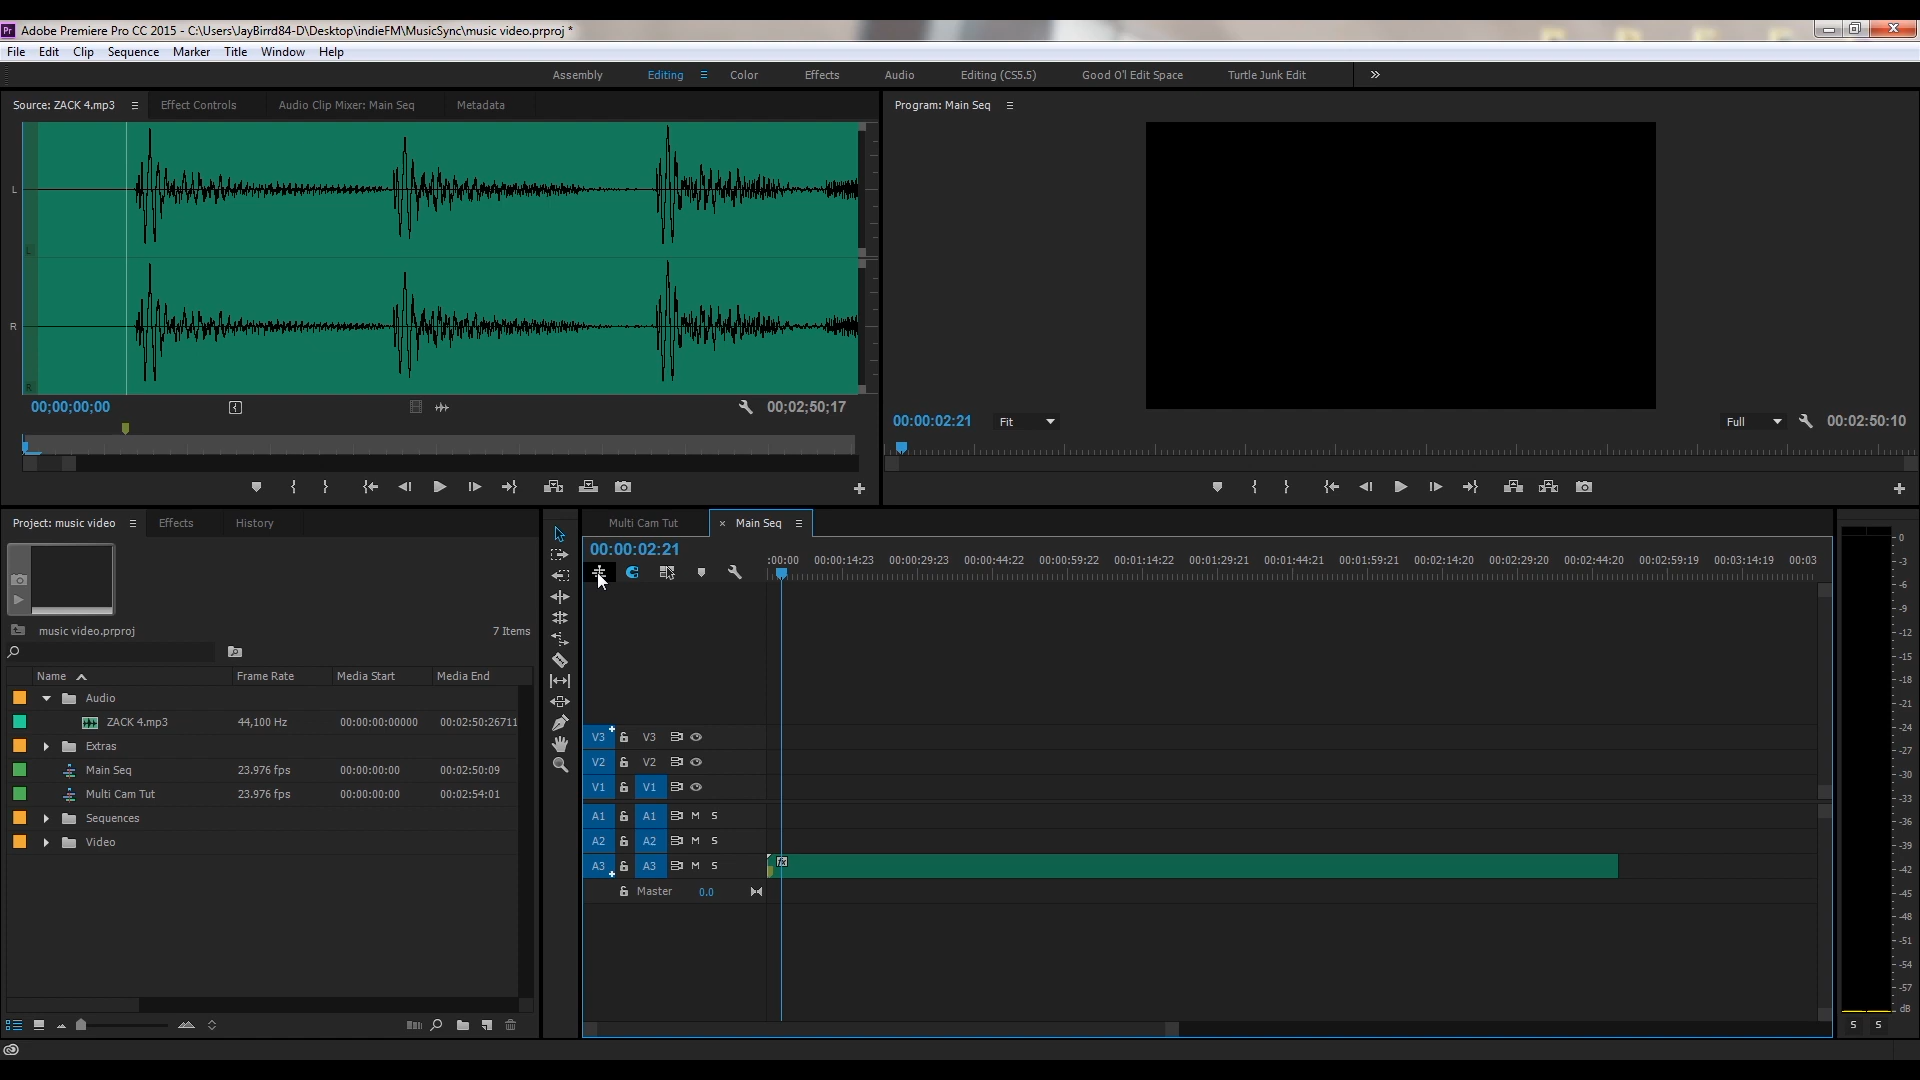 Adobe Premiere Pro CC 2015 - C:\Users\JayBirrd84-D\Desktop\indieFM\MusicSync\music video.prproj *
File Edit Clip Sequence Marker Title Window Help
Assembly Editing Color Effects Audio Editing (CS5.5) Good O'l Edit Space Turtle Junk Edit
Source: ZACK 4.mp3 Effect Controls Audio Clip Mixer: Main Seq Metadata
Program: Main Seq
L
L
R
R
00;00;00;00 00;02;50;17
00:00:02:21 Fit Full 00:02:50:10
Project: music video Effects History
Multi Cam Tut × Main Seq
00:00:02:21
:00:00 00:00:14:23 00:00:29:23 00:00:44:22 00:00:59:22 00:01:14:22 00:01:29:21 00:01:44:21 00:01:59:21 00:02:14:20 00:02:29:20 00:02:44:20 00:02:59:19 00:03:14:19 00:03
music video.prproj 7 Items
Name Frame Rate Media Start Media End
Audio
ZACK 4.mp3 44,100 Hz 00:00:00:00000 00:02:50:26711
Extras
Main Seq 23.976 fps 00:00:00:00 00:02:50:09
Multi Cam Tut 23.976 fps 00:00:00:00 00:02:54:01
Sequences
Video
V3 V3
V2 V2
V1 V1
A1 A1 M S
A2 A2 M S
A3 A3 M S
fx
Master 0.0
0
-3
-6
-9
-12
-15
-18
-21
-24
-27
-30
-33
-36
-39
-42
-45
-48
-51
-54
-57
dB
S S